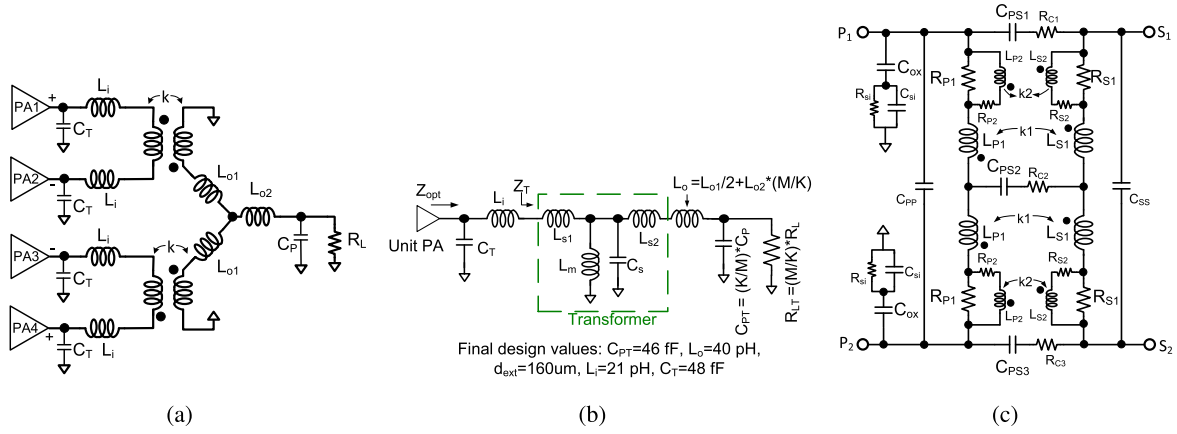 PA1
+
L_i
k
C_T
PA2
-
C_T
L_i
L_o1
L_o2
C_P
R_L
PA3
-
L_i
k
C_T
L_o1
PA4
+
C_T
L_i
(a)
Z_opt
L_i
Z_T
L_o =L_o1/2+L_o2*(M/K)
Unit PA
C_T
L_s1
L_s2
L_m
C_s
C_PT = (K/M)*C_P
R_LT =(M/K)*R_L
Transformer
Final design values: C_PT=46 fF, L_o=40 pH,
d_ext=160um, L_i=21 pH, C_T=48 fF
(b)
P_1
C_PS1
R_C1
S_1
C_ox
R_si
C_si
R_P1
L_P2
L_S2
R_S1
k2
R_P2
R_S2
L_P1
k1
L_S1
C_PS2
R_C2
C_PP
C_SS
L_P1
k1
L_S1
R_si
C_si
C_ox
R_P2
R_S2
R_P1
k2
R_S1
L_P2
L_S2
P_2
C_PS3
R_C3
S_2
(c)